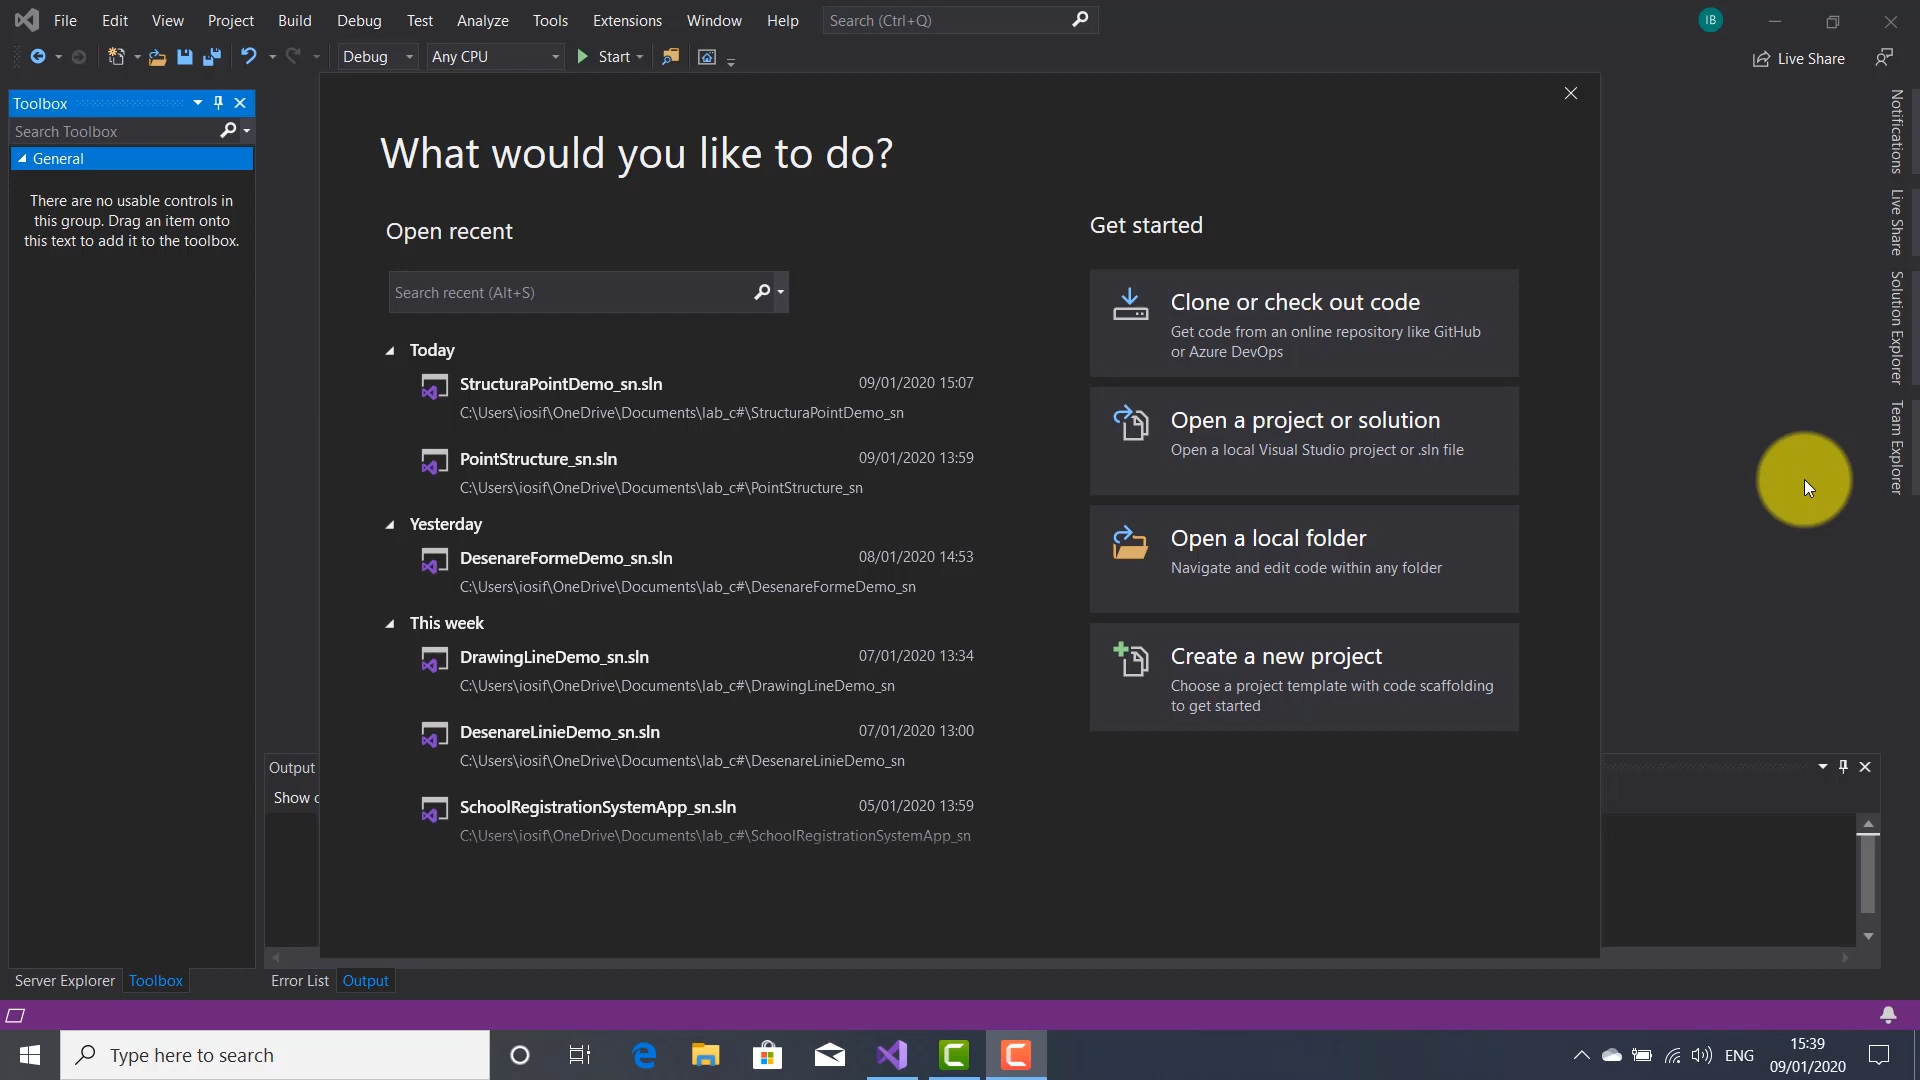 File Edit View Project Build Debug Test Analyze Tools Extensions Window Help Search (Ctrl+Q) IB
Debug Any CPU Start Live Share
Toolbox
Search Toolbox
General
There are no usable controls in
this group. Drag an item onto
this text to add it to the toolbox.
What would you like to do?
Open recent
Search recent (Alt+S)
Today
StructuraPointDemo_sn.sln 09/01/2020 15:07
C:\Users\iosif\OneDrive\Documents\lab_c#\StructuraPointDemo_sn
PointStructure_sn.sln 09/01/2020 13:59
C:\Users\iosif\OneDrive\Documents\lab_c#\PointStructure_sn
Yesterday
DesenareFormeDemo_sn.sln 08/01/2020 14:53
C:\Users\iosif\OneDrive\Documents\lab_c#\DesenareFormeDemo_sn
This week
DrawingLineDemo_sn.sln 07/01/2020 13:34
C:\Users\iosif\OneDrive\Documents\lab_c#\DrawingLineDemo_sn
DesenareLinieDemo_sn.sln 07/01/2020 13:00
C:\Users\iosif\OneDrive\Documents\lab_c#\DesenareLinieDemo_sn
SchoolRegistrationSystemApp_sn.sln 05/01/2020 13:59
C:\Users\iosif\OneDrive\Documents\lab_c#\SchoolRegistrationSystemApp_sn
Get started
Clone or check out code
Get code from an online repository like GitHub
or Azure DevOps
Open a project or solution
Open a local Visual Studio project or .sln file
Open a local folder
Navigate and edit code within any folder
Create a new project
Choose a project template with code scaffolding
to get started
Notifications
Live Share
Solution Explorer
Team Explorer
Output
Show
Server Explorer Toolbox Error List Output
Type here to search
ENG
15:39
09/01/2020